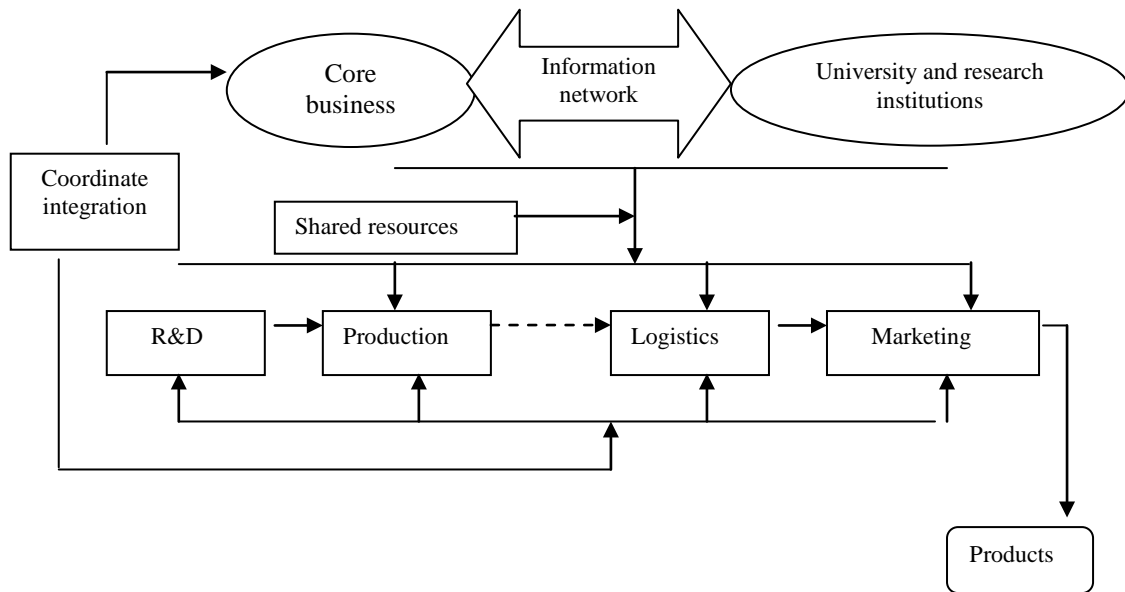 Core
business
Information
network
University and research
institutions
Coordinate
integration
Shared resources
R&D
Production
Logistics
Marketing
Products